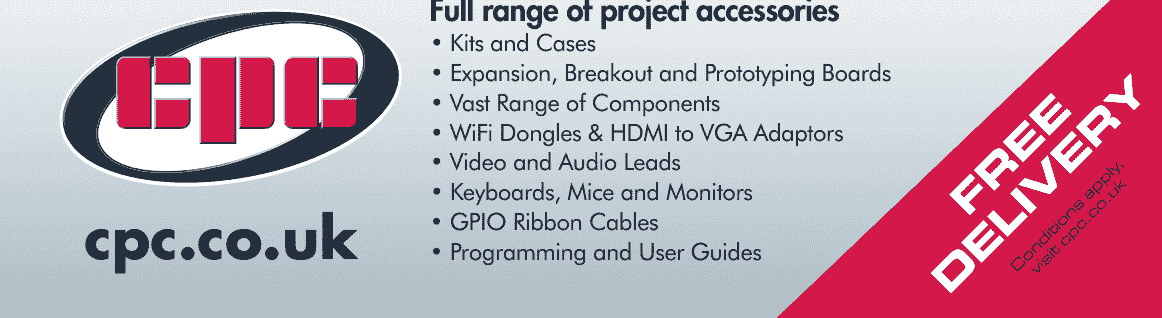 Full range of project accessories
• Kits and Cases
• Expansion, Breakout and Prototyping Boards
• Vast Range of Components
• WiFi Dongles & HDMI to VGA Adaptors
• Video and Audio Leads
• Keyboards, Mice and Monitors
• GPIO Ribbon Cables
• Programming and User Guides
cpc
cpc.co.uk
FREE
DELIVERY
Conditions apply,
visit cpc.co.uk